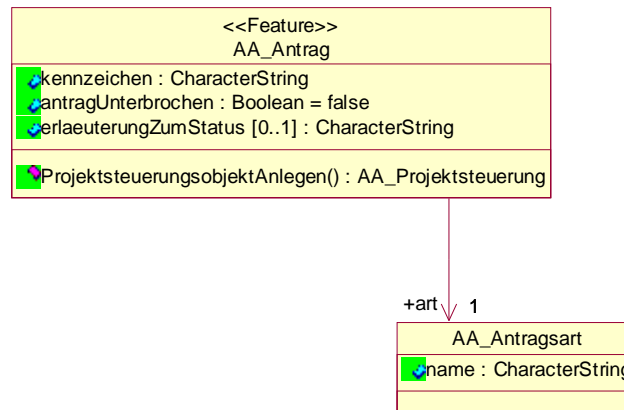 <<Feature>>
AA_Antrag
kennzeichen : CharacterString
antragUnterbrochen : Boolean = false
erlaeuterungZumStatus [0..1] : CharacterString
ProjektsteuerungsobjektAnlegen() : AA_Projektsteuerung
+art 1
AA_Antragsart
name : CharacterString